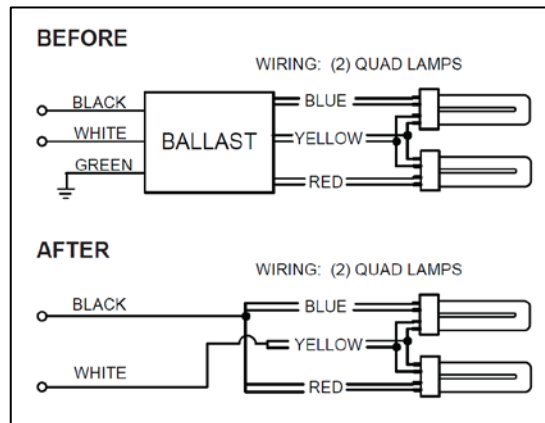 BEFORE
WIRING: (2) QUAD LAMPS
BLACK
BLUE
WHITE
BALLAST
YELLOW
GREEN
RED
AFTER
WIRING: (2) QUAD LAMPS
BLACK
BLUE
YELLOW
WHITE
RED